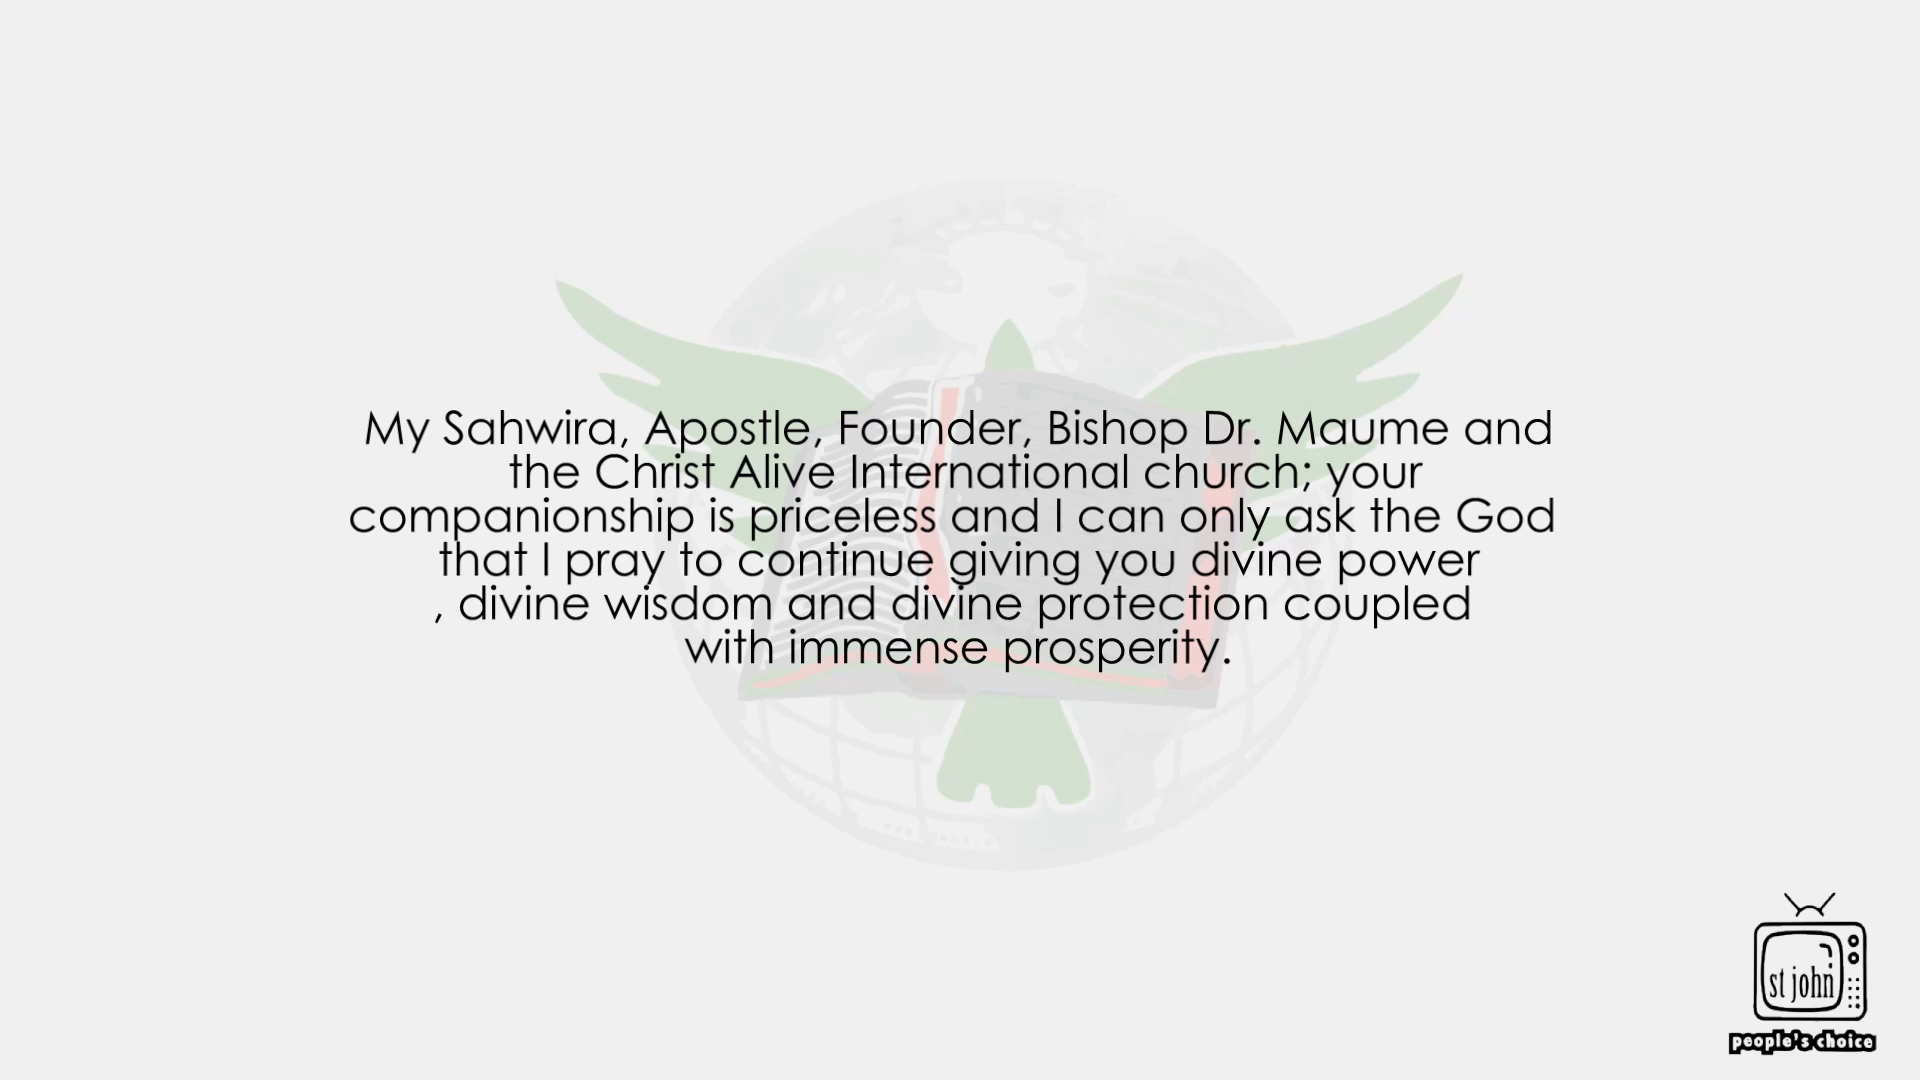 My Sahwira, Apostle, Founder, Bishop Dr. Maume and
the Christ Alive International church; your
companionship is priceless and I can only ask the God
that I pray to continue giving you divine power
, divine wisdom and divine protection coupled
with immense prosperity.
st john
people's choice